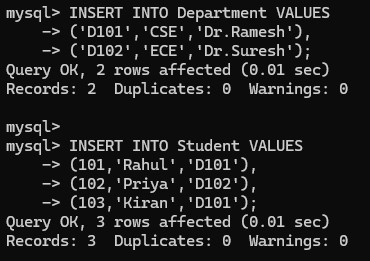 mysql> INSERT INTO Department VALUES
    -> ('D101','CSE','Dr.Ramesh'),
    -> ('D102','ECE','Dr.Suresh');
Query OK, 2 rows affected (0.01 sec)
Records: 2  Duplicates: 0  Warnings: 0

mysql>
mysql> INSERT INTO Student VALUES
    -> (101,'Rahul','D101'),
    -> (102,'Priya','D102'),
    -> (103,'Kiran','D101');
Query OK, 3 rows affected (0.01 sec)
Records: 3  Duplicates: 0  Warnings: 0